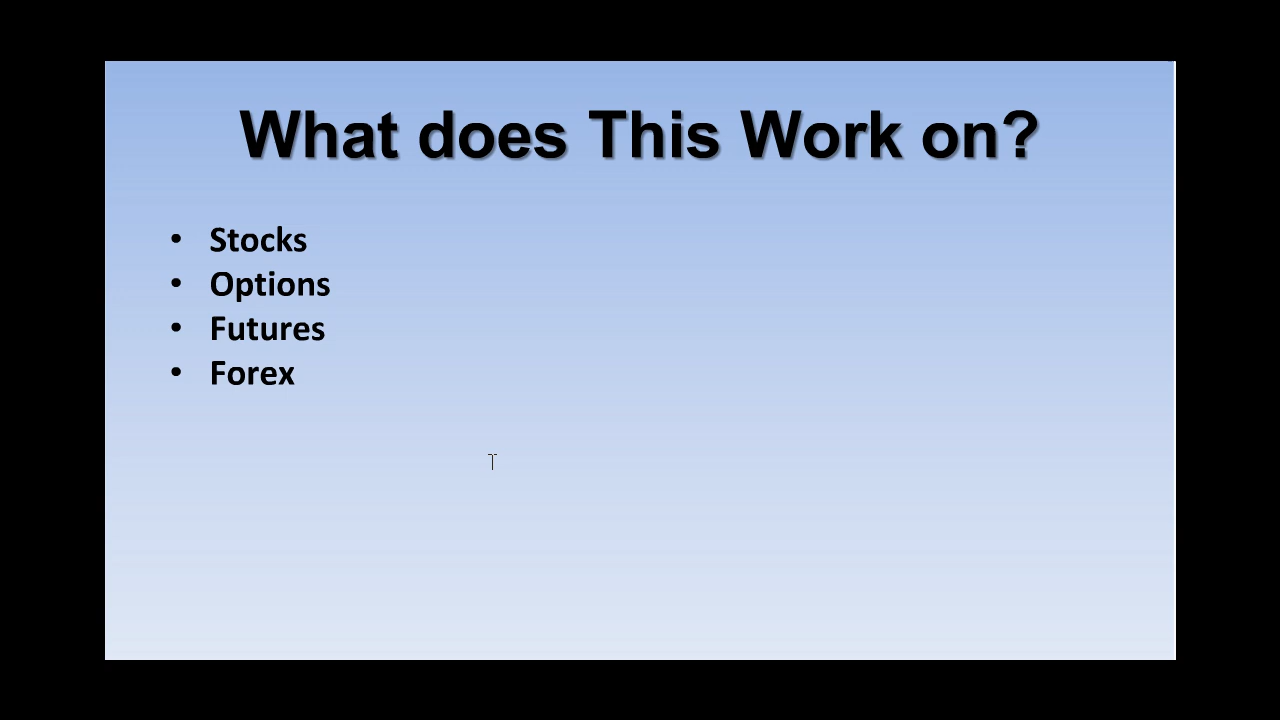 What does This Work on?
• Stocks
• Options
• Futures
• Forex